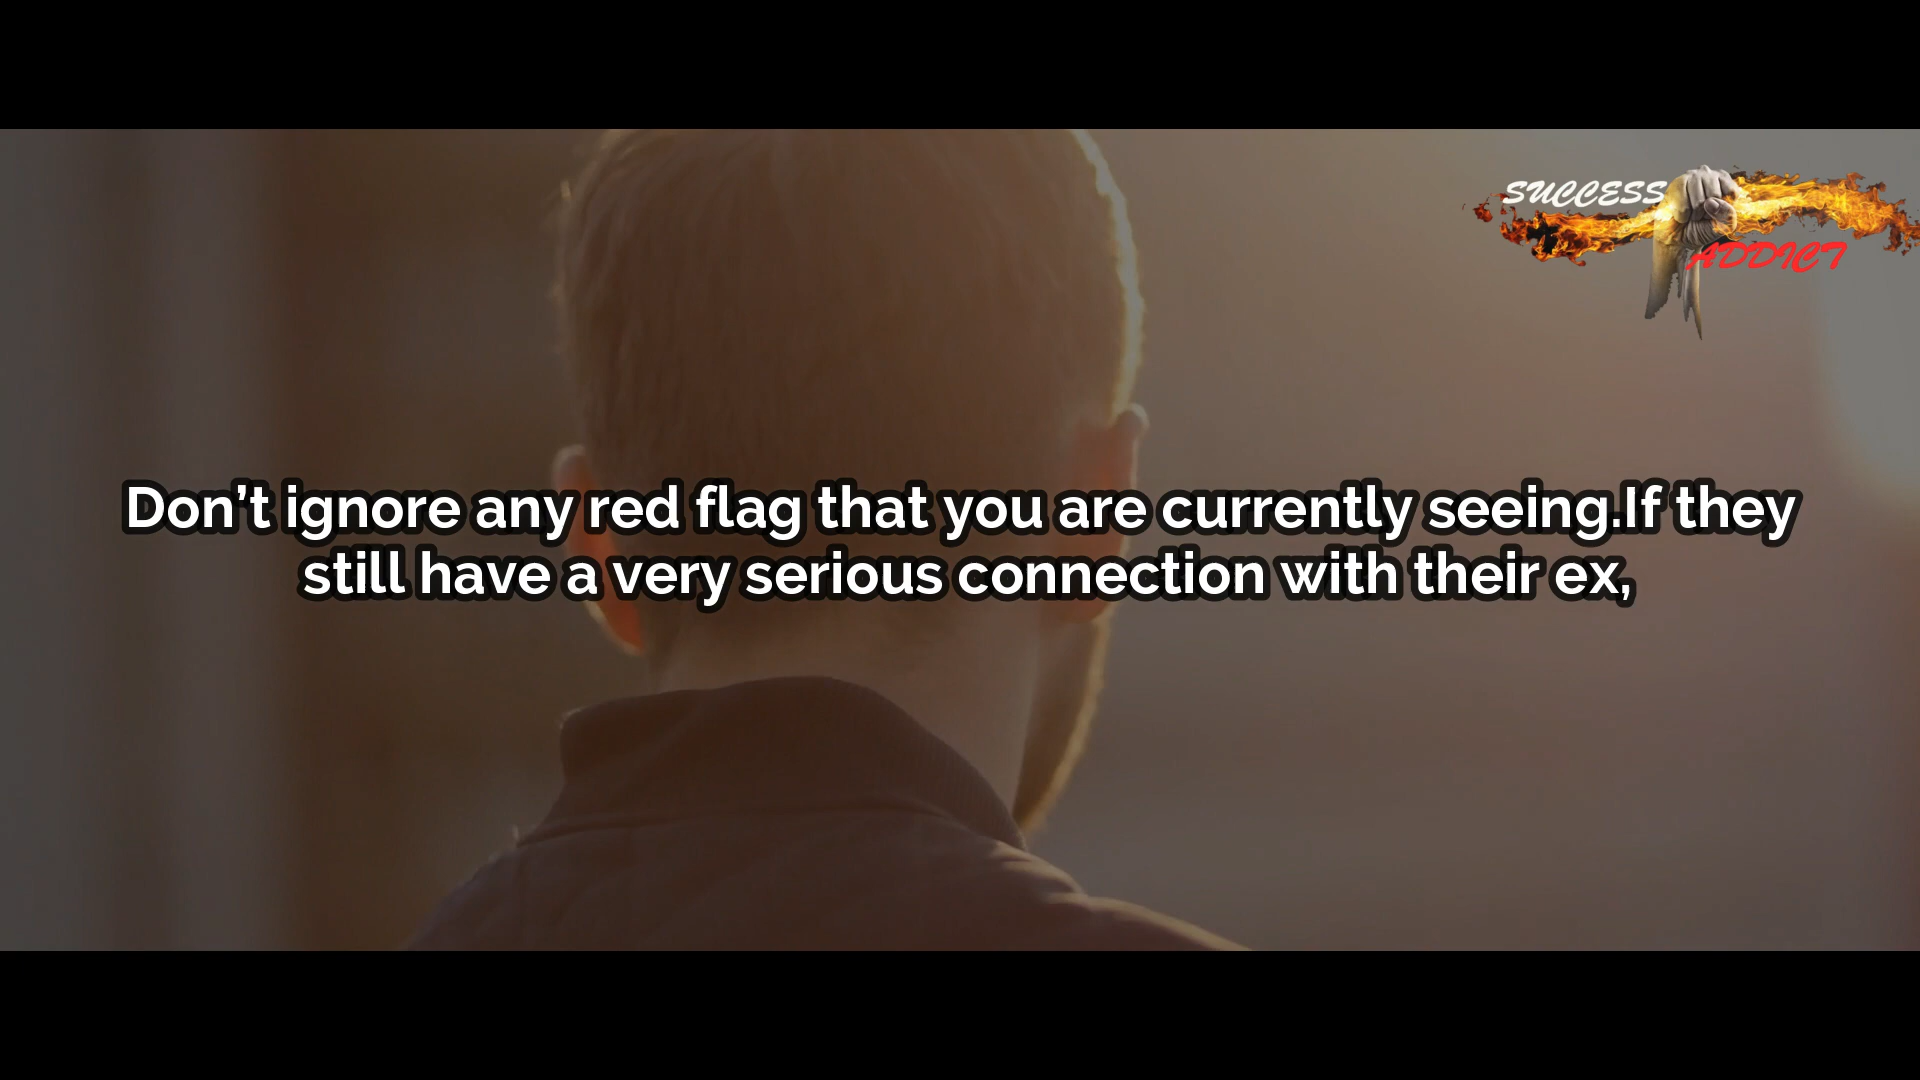 SUCCESS
ADDICT
Don’t ignore any red flag that you are currently seeing.If they
still have a very serious connection with their ex,